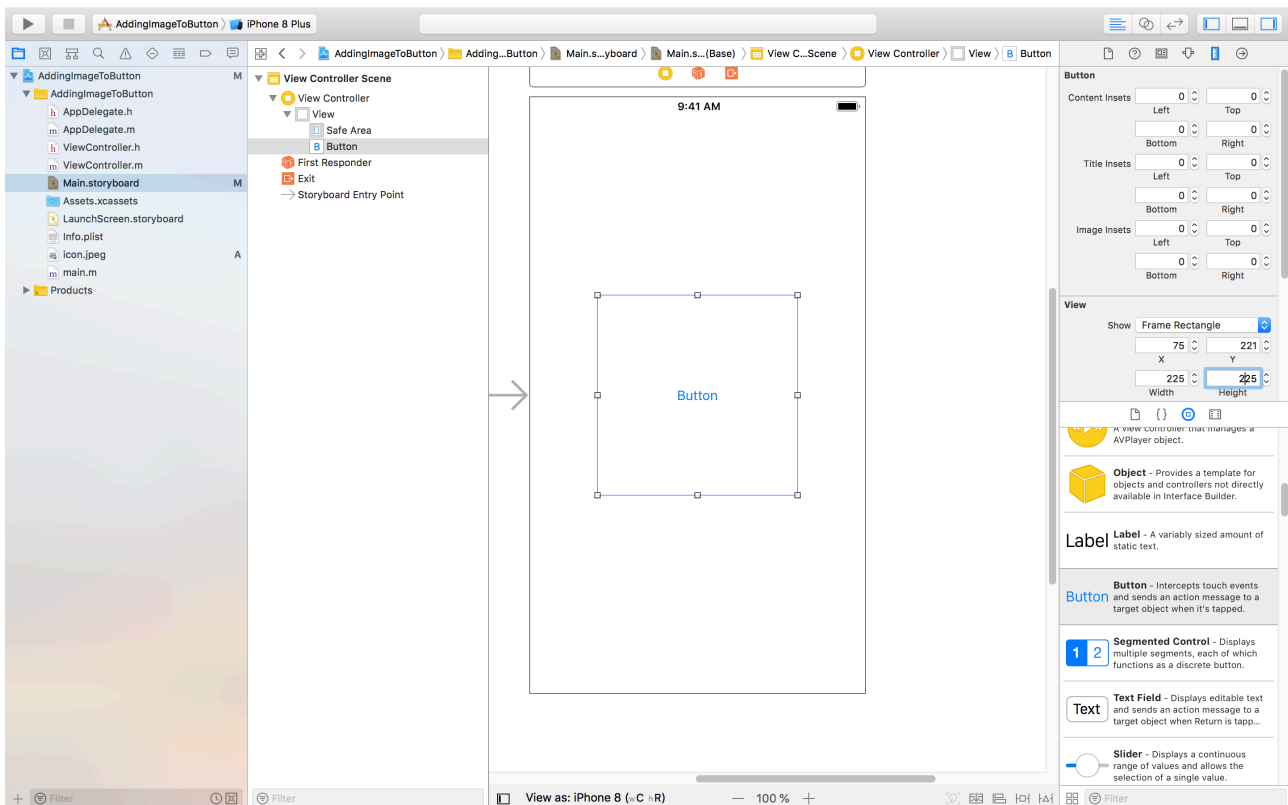 AddingImageToButton 〉 iPhone 8 Plus
AddingImageToButton 〉 Adding...Button 〉 Main.s...yboard 〉 Main.s...(Base) 〉 View C...Scene 〉 View Controller 〉 View 〉 B Button
AddingImageToButton M
AddingImageToButton
h AppDelegate.h
m AppDelegate.m
h ViewController.h
m ViewController.m
Main.storyboard M
Assets.xcassets
LaunchScreen.storyboard
Info.plist
icon.jpeg A
m main.m
Products
Filter
View Controller Scene
View Controller
View
Safe Area
B Button
First Responder
Exit
Storyboard Entry Point
Filter
9:41 AM
Button
View as: iPhone 8 (wC hR)
— 100 % +
Button
Content Insets 0 0
Left Top
0 0
Bottom Right
Title Insets 0 0
Left Top
0 0
Bottom Right
Image Insets 0 0
Left Top
0 0
Bottom Right
View
Show Frame Rectangle
75 221
X Y
225 225
Width Height
{ }
A view controller that manages a
AVPlayer object.
Object - Provides a template for
objects and controllers not directly
available in Interface Builder.
Label
Label - A variably sized amount of
static text.
Button
Button - Intercepts touch events
and sends an action message to a
target object when it's tapped.
1 2
Segmented Control - Displays
multiple segments, each of which
functions as a discrete button.
Text
Text Field - Displays editable text
and sends an action message to a
target object when Return is tapp...
Slider - Displays a continuous
range of values and allows the
selection of a single value.
Filter